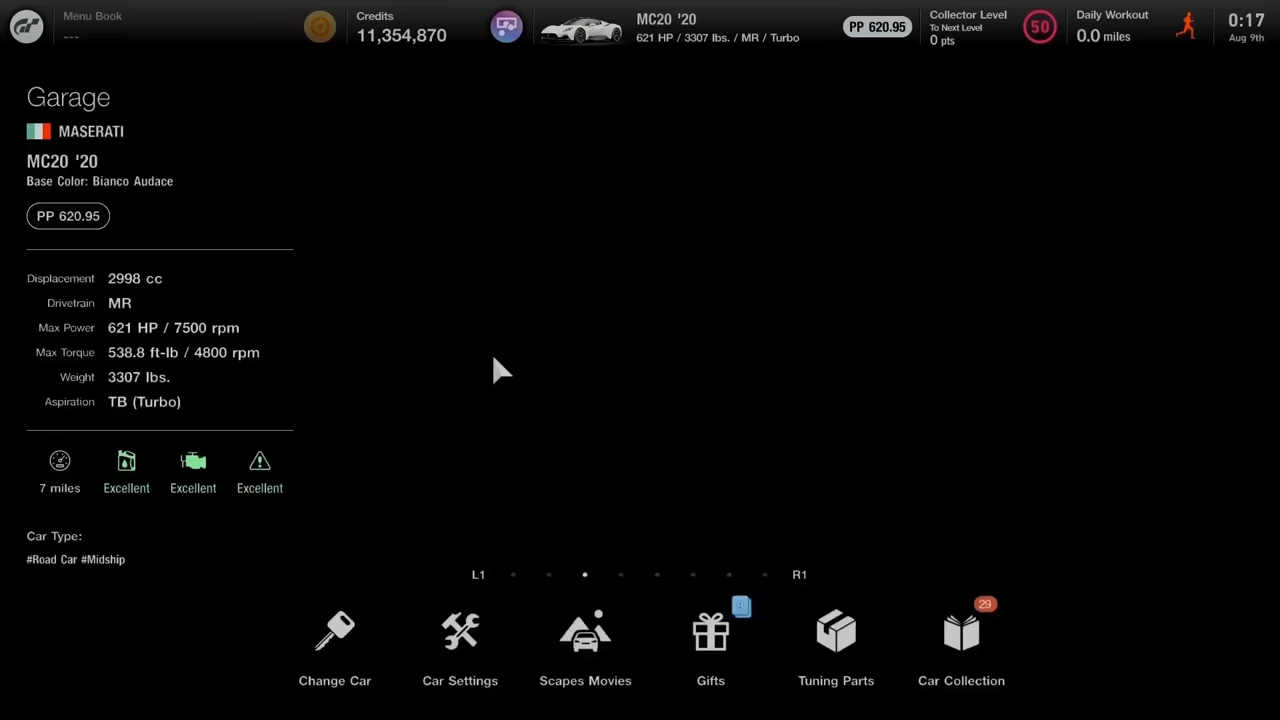 Menu Book
---
Credits
11,354,870
MC20 '20
621 HP / 3307 lbs. / MR / Turbo
PP 620.95
Collector Level
To Next Level
0 pts
50
Daily Workout
0.0 miles
0:17
Aug 9th
Garage
MASERATI
MC20 '20
Base Color: Bianco Audace
PP 620.95
Displacement 2998 cc
Drivetrain MR
Max Power 621 HP / 7500 rpm
Max Torque 538.8 ft-lb / 4800 rpm
Weight 3307 lbs.
Aspiration TB (Turbo)
7 miles Excellent Excellent Excellent
Car Type:
#Road Car #Midship
L1 R1
29
Change Car Car Settings Scapes Movies Gifts Tuning Parts Car Collection